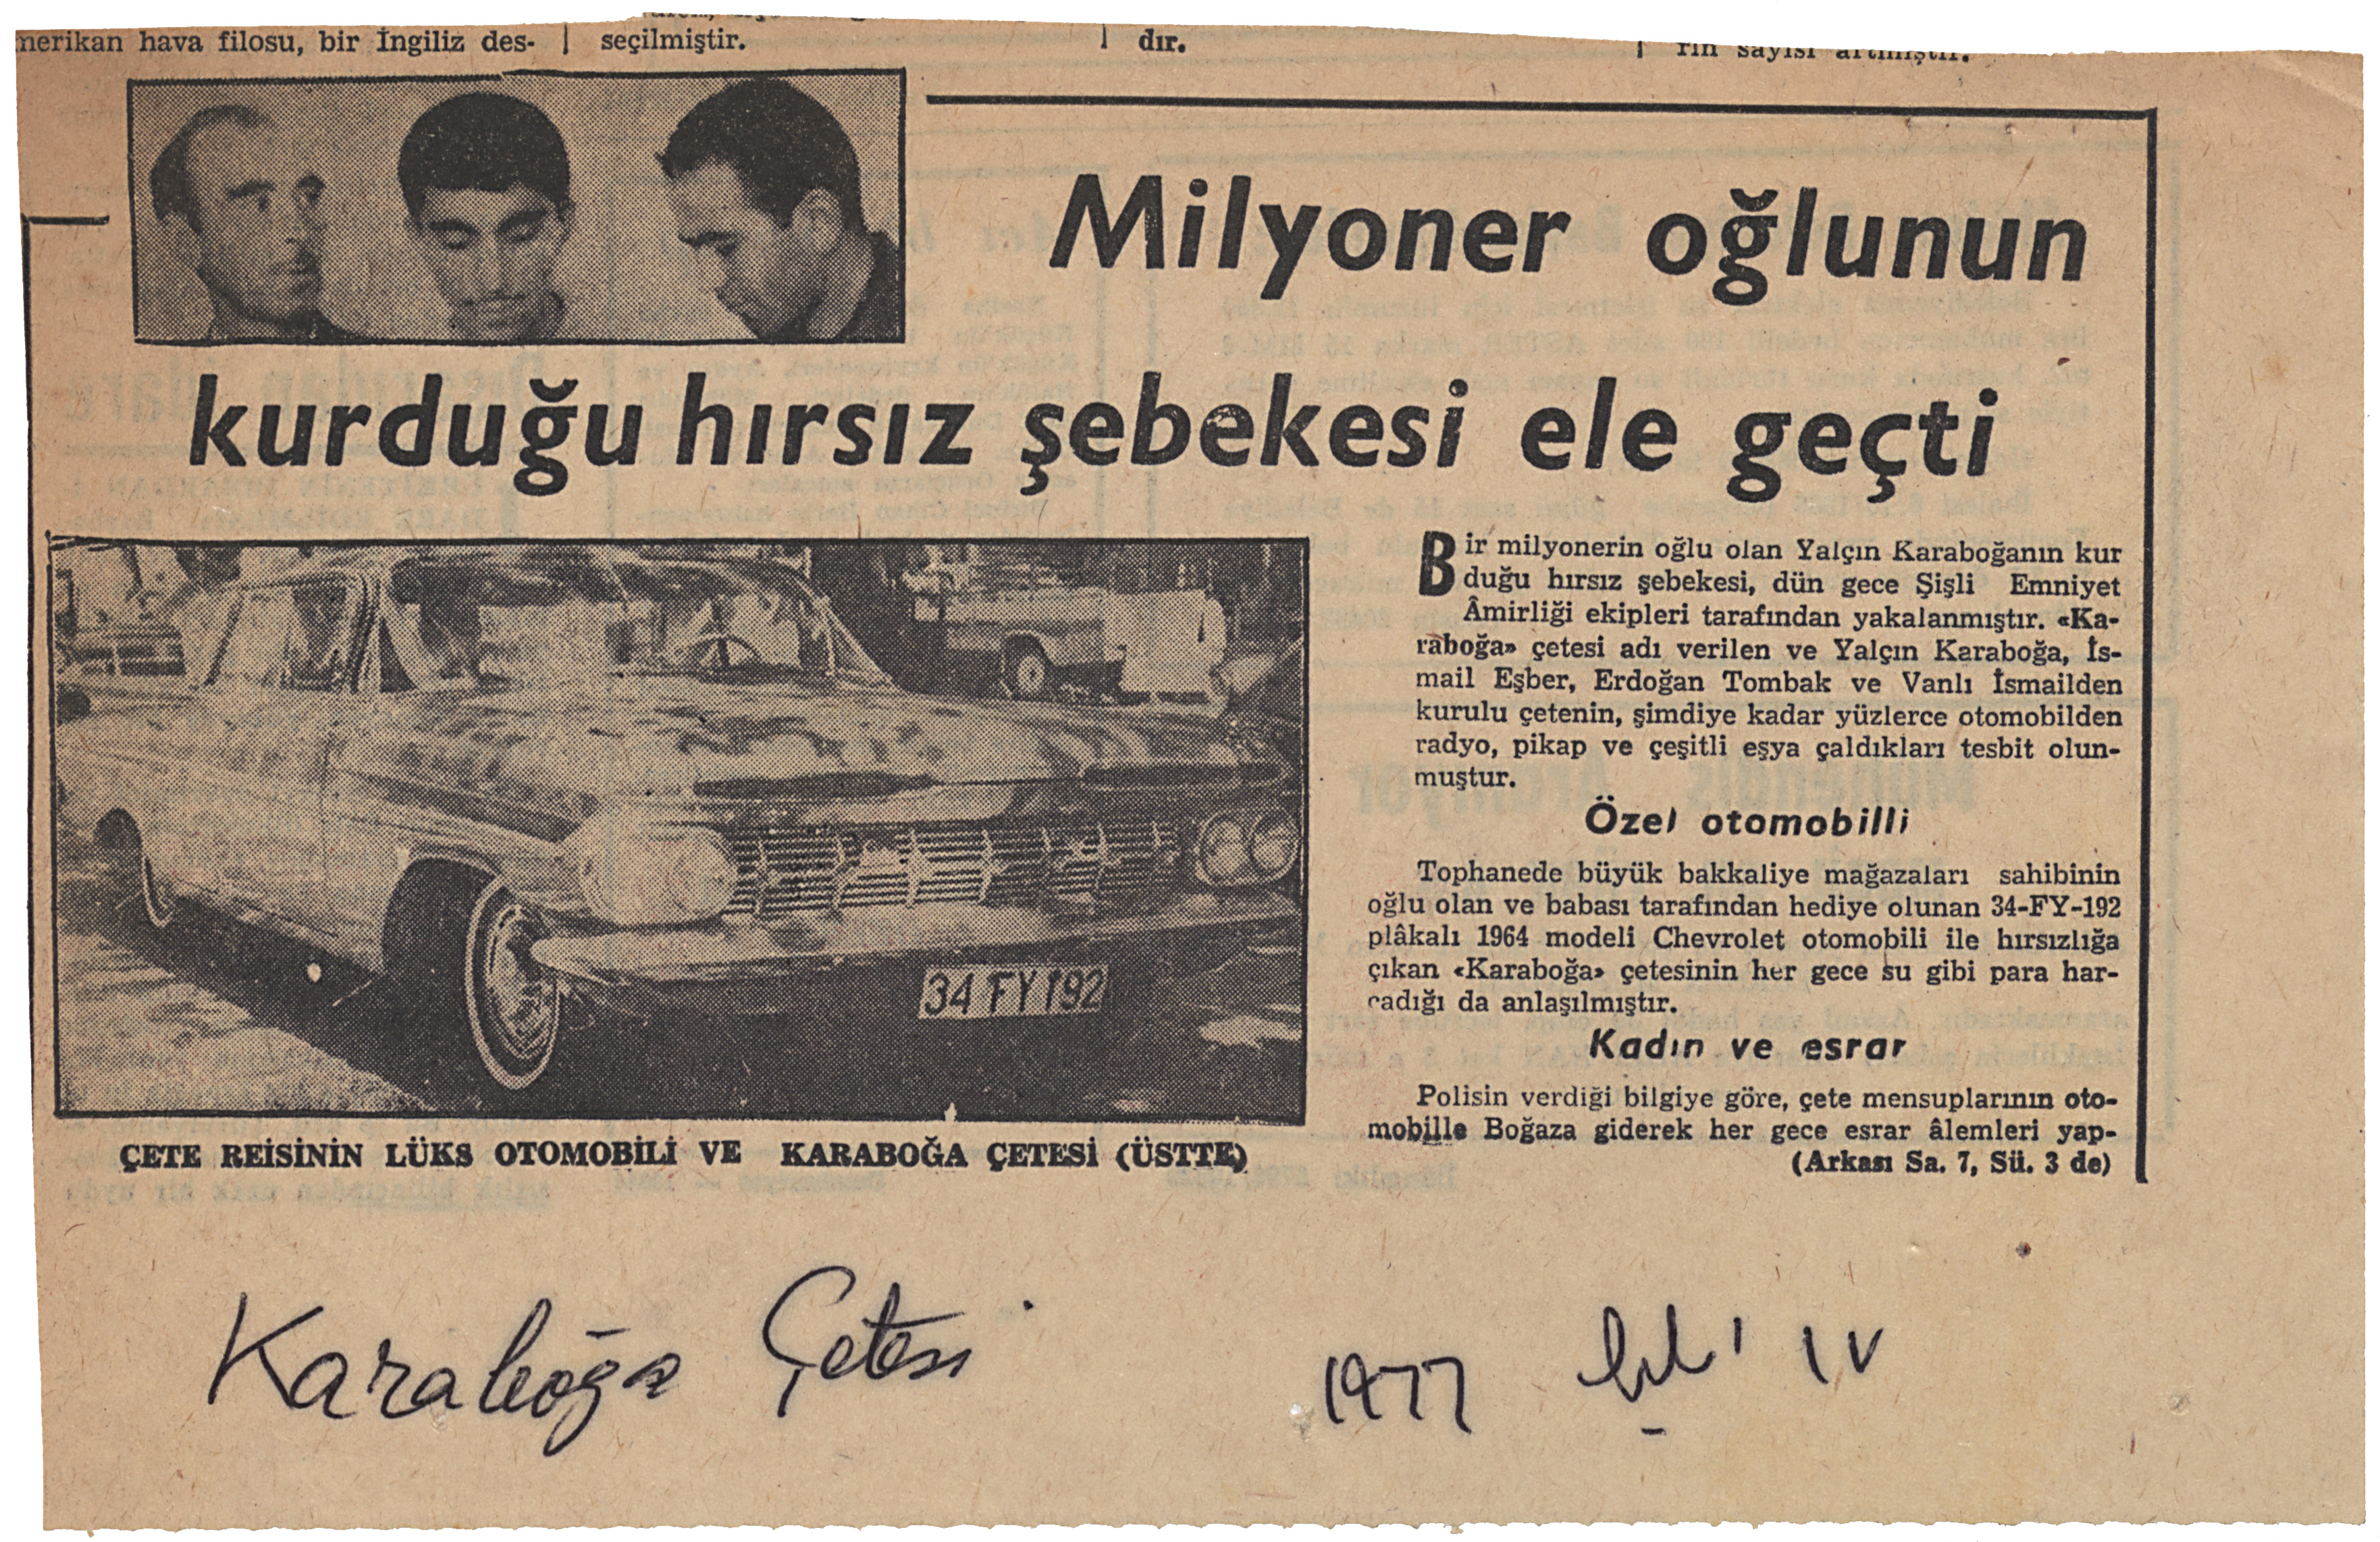 merikan hava filosu, bir İngiliz des-
seçilmiştir.
dır.
rin sayısı artmıştır.
Milyoner oğlunun
kurduğu hırsız şebekesi ele geçti
Bir milyonerin oğlu olan Yalçın Karaboğanın kur
duğu hırsız şebekesi, dün gece Şişli Emniyet
Âmirliği ekipleri tarafından yakalanmıştır. «Ka-
raboğa» çetesi adı verilen ve Yalçın Karaboğa, İs-
mail Eşber, Erdoğan Tombak ve Vanlı İsmailden
kurulu çetenin, şimdiye kadar yüzlerce otomobilden
radyo, pikap ve çeşitli eşya çaldıkları tesbit olun-
muştur.
Özel otomobilli
Tophanede büyük bakkaliye mağazaları sahibinin
oğlu olan ve babası tarafından hediye olunan 34-FY-192
plâkalı 1964 modeli Chevrolet otomobili ile hırsızlığa
çıkan «Karaboğa» çetesinin her gece su gibi para har-
cadığı da anlaşılmıştır.
Kadın ve esrar
Polisin verdiği bilgiye göre, çete mensuplarının oto-
mobille Boğaza giderek her gece esrar âlemleri yap-
(Arkası Sa. 7, Sü. 3 de)
34 FY 192
ÇETE REİSİNİN LÜKS OTOMOBİLİ VE KARABOĞA ÇETESİ (ÜSTTE)
Karaboğa Çetesi